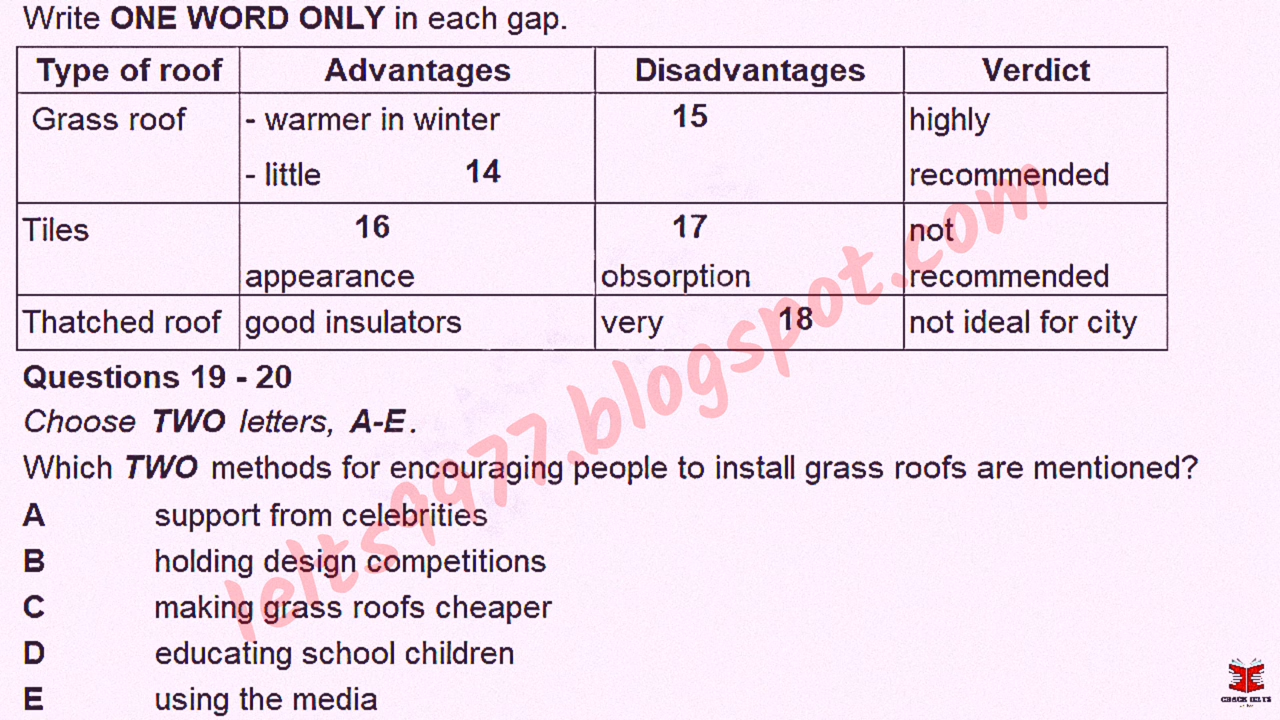 Write ONE WORD ONLY in each gap.
Type of roof Advantages Disadvantages Verdict
Grass roof - warmer in winter 15 highly
- little 14 recommended
Tiles 16 17 not
appearance obsorption recommended
Thatched roof good insulators very 18 not ideal for city
Questions 19 - 20
Choose TWO letters, A-E.
Which TWO methods for encouraging people to install grass roofs are mentioned?
A support from celebrities
B holding design competitions
C making grass roofs cheaper
D educating school children
E using the media
ielts9977.blogspot.com
CRACK IELTS